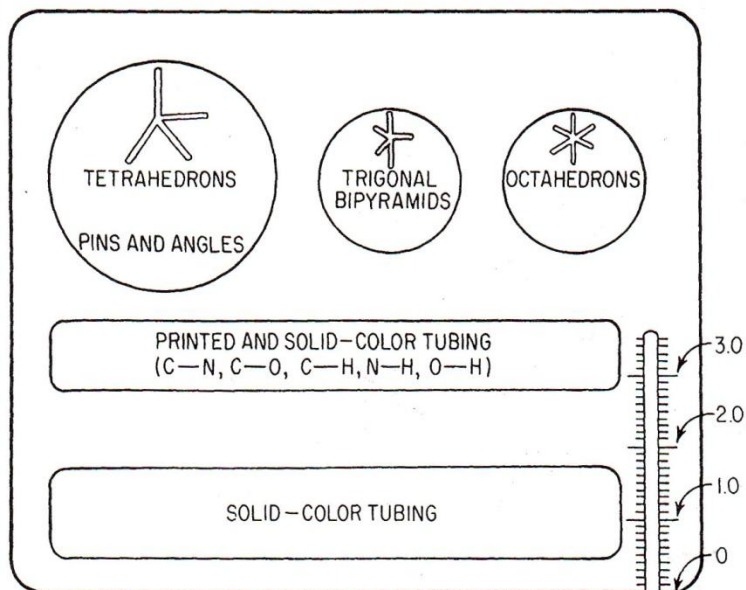 TETRAHEDRONS
PINS AND ANGLES
TRIGONAL
BIPYRAMIDS
OCTAHEDRONS
PRINTED AND SOLID-COLOR TUBING
(C-N, C-O, C-H, N-H, O-H)
SOLID-COLOR TUBING
3.0
2.0
1.0
0